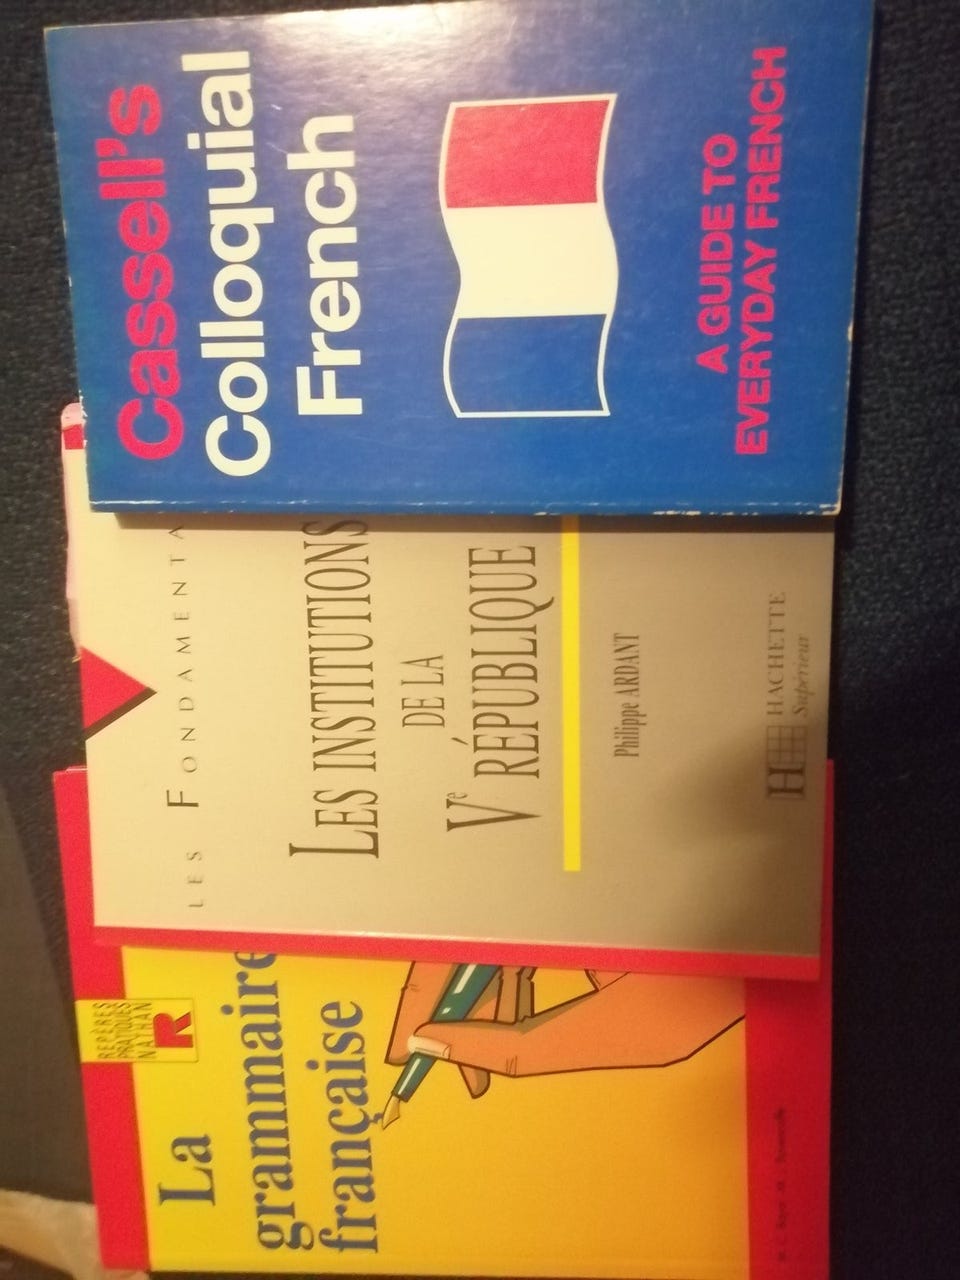 Cassell's
Colloquial
French
A GUIDE TO
EVERYDAY FRENCH
LES FONDAMENTA
LES INSTITUTIONS
DE LA
Ve RÉPUBLIQUE
Philippe ARDANT
H HACHETTE
Supérieur
REPÈRES
PRATIQUES
NATHAN
R
La
grammaire
française